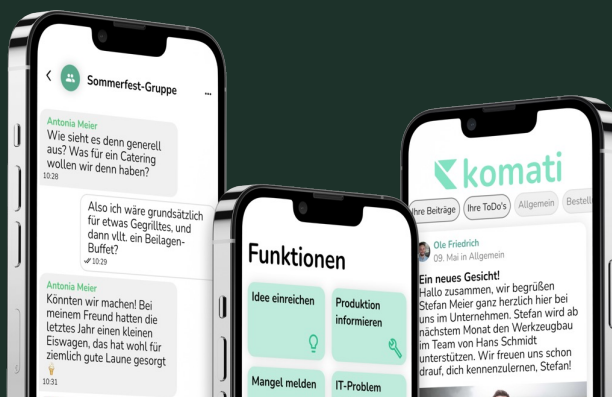 Sommerfest-Gruppe
Antonia Meier
Wie sieht es denn generell
aus? Was für ein Catering
wollen wir denn haben?
10:28
Also ich wäre grundsätzlich
für etwas Gegrilltes, und
dann vllt. ein Beilagen-
Buffet?
10:29
Antonia Meier
Könnten wir machen! Bei
meinem Freund hatten die
letztes Jahr einen kleinen
Eiswagen, das hat wohl für
ziemlich gute Laune gesorgt
10:31
Funktionen
Idee einreichen
Produktion
informieren
Mangel melden
IT-Problem
komati
Ihre Beiträge
Ihre ToDo's
Allgemein
Bestell
Ole Friedrich
09. Mai in Allgemein
Ein neues Gesicht!
Hallo zusammen, wir begrüßen
Stefan Meier ganz herzlich hier bei
uns im Unternehmen. Stefan wird ab
nächstem Monat den Werkzeugbau
im Team von Hans Schmidt
unterstützen. Wir freuen uns schon
drauf, dich kennenzulernen, Stefan!